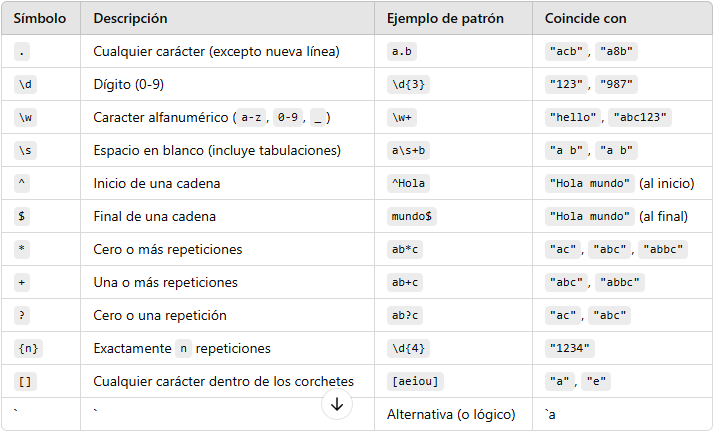 Símbolo Descripción Ejemplo de patrón Coincide con
. Cualquier carácter (excepto nueva línea) a.b "acb", "a8b"
\d Dígito (0-9) \d{3} "123", "987"
\w Caracter alfanumérico (a-z, 0-9, _) \w+ "hello", "abc123"
\s Espacio en blanco (incluye tabulaciones) a\s+b "a b", "a b"
^ Inicio de una cadena ^Hola "Hola mundo" (al inicio)
$ Final de una cadena mundo$ "Hola mundo" (al final)
* Cero o más repeticiones ab*c "ac", "abc", "abbc"
+ Una o más repeticiones ab+c "abc", "abbc"
? Cero o una repetición ab?c "ac", "abc"
{n} Exactamente n repeticiones \d{4} "1234"
[] Cualquier carácter dentro de los corchetes [aeiou] "a", "e"
` ` Alternativa (o lógico) `a